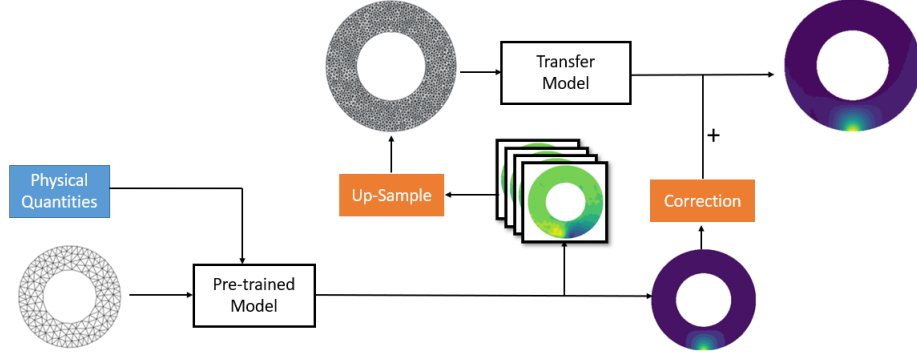 Transfer
Model
+
Physical
Quantities
Up-Sample
Correction
Pre-trained
Model